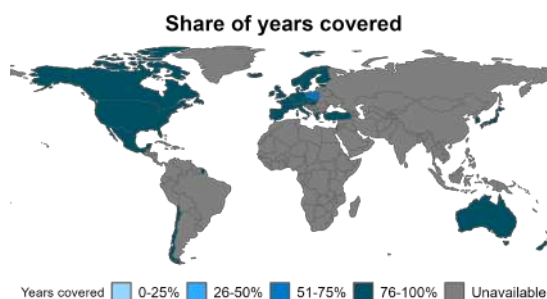 Share of years covered
Years covered 0-25% 26-50% 51-75% 76-100% Unavailable